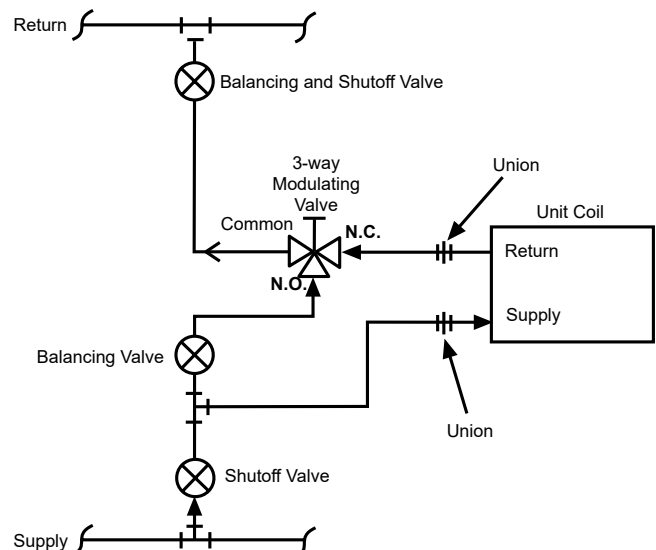 Return
Balancing and Shutoff Valve
3-way
Modulating
Valve
Union
Common
N.C.
Unit Coil
Return
N.O.
Supply
Balancing Valve
Union
Shutoff Valve
Supply